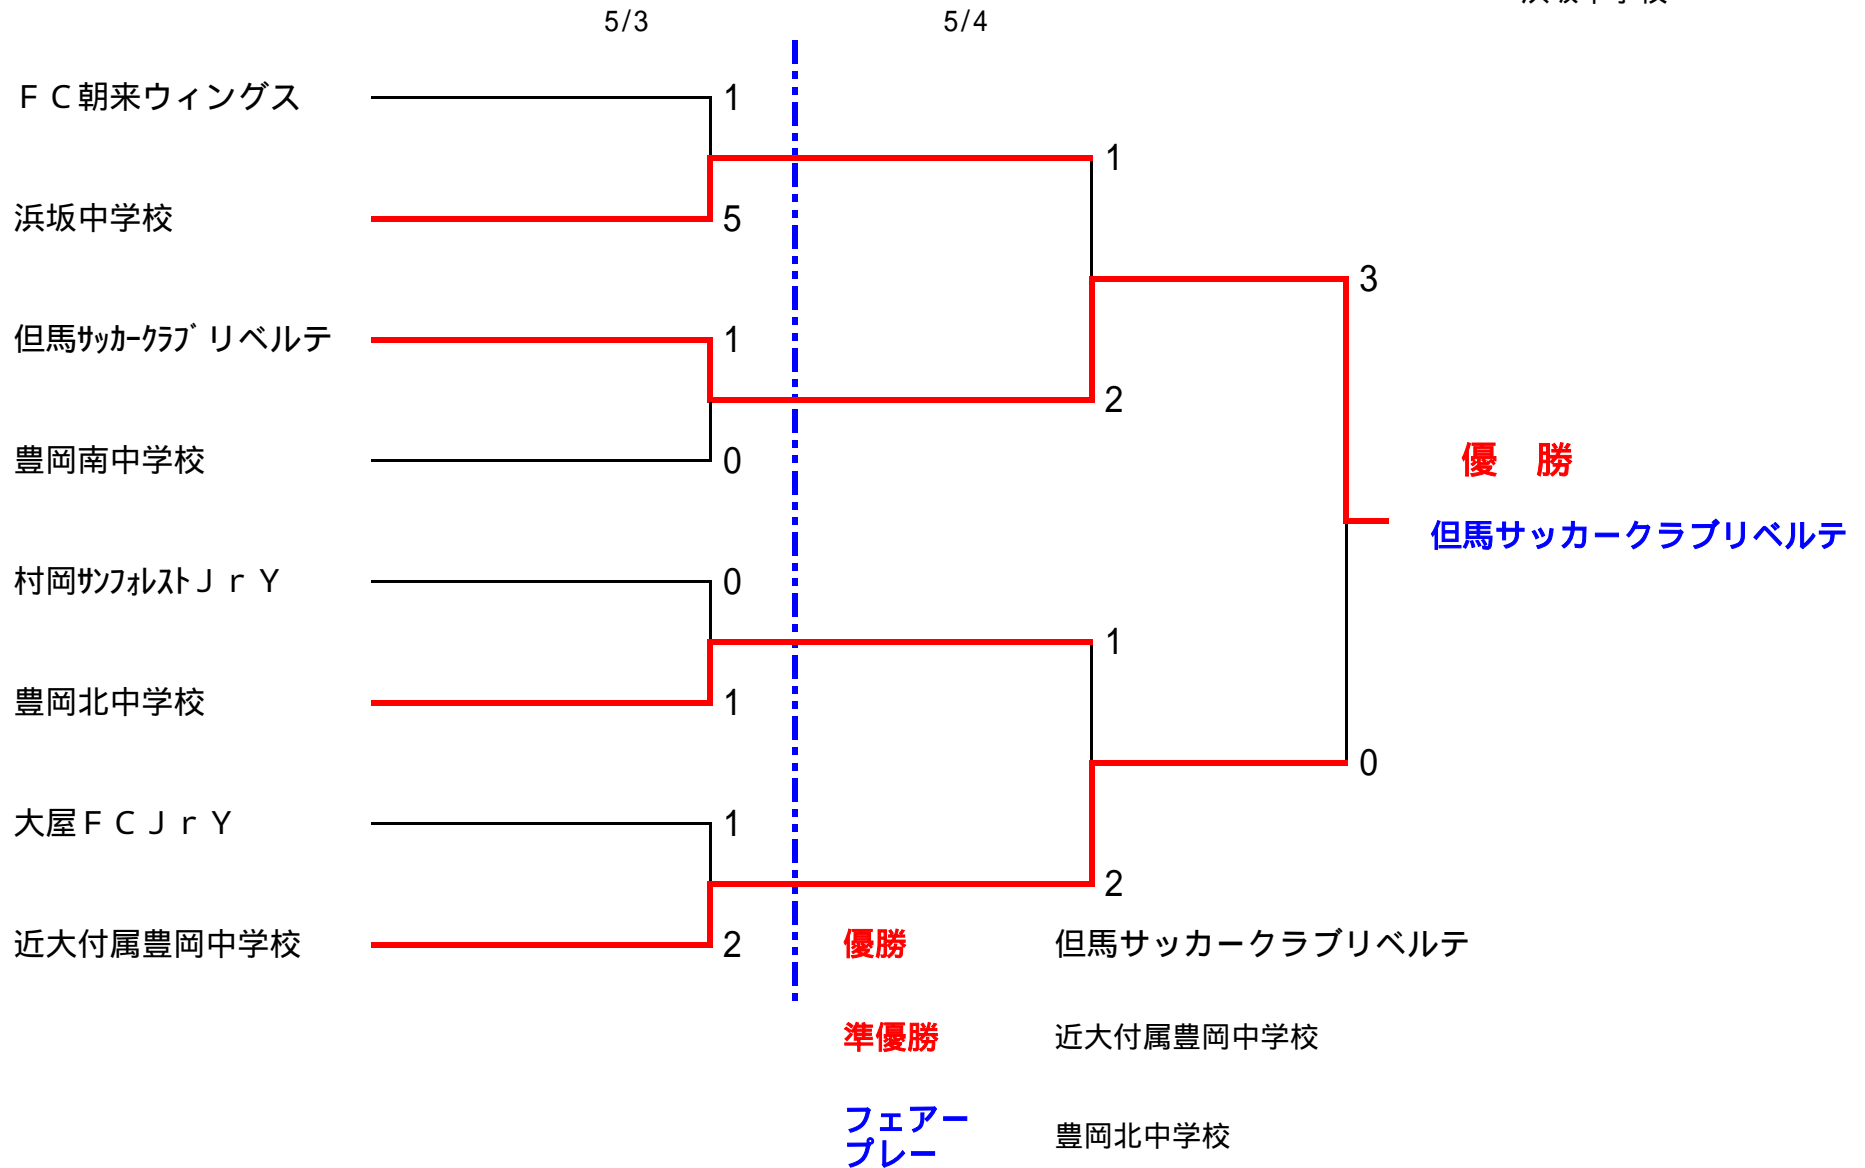 5/3 5/4
ＦＣ朝来ウィングス 1
1
浜坂中学校 5
3
但馬ｻｯｶｰｸﾗﾌﾞリベルテ 1
2
豊岡南中学校 0
優　勝
但馬サッカークラブリベルテ
村岡ｻﾝﾌｫﾚｽﾄＪｒＹ 0
1
豊岡北中学校 1
0
大屋ＦＣＪｒＹ 1
2
近大付属豊岡中学校 2
優勝 但馬サッカークラブリベルテ
準優勝 近大付属豊岡中学校
フェアー
プレー 豊岡北中学校